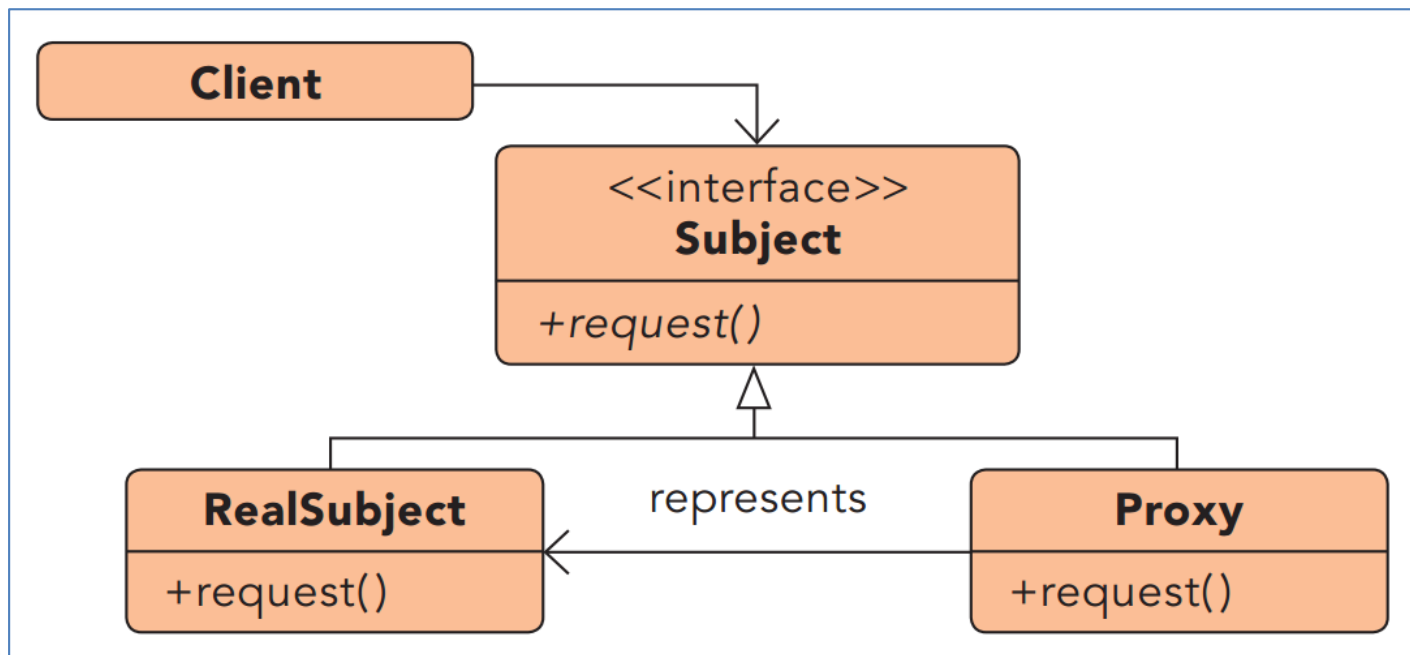 Client
<<interface>>
Subject
+request()
represents
RealSubject
+request()
Proxy
+request()